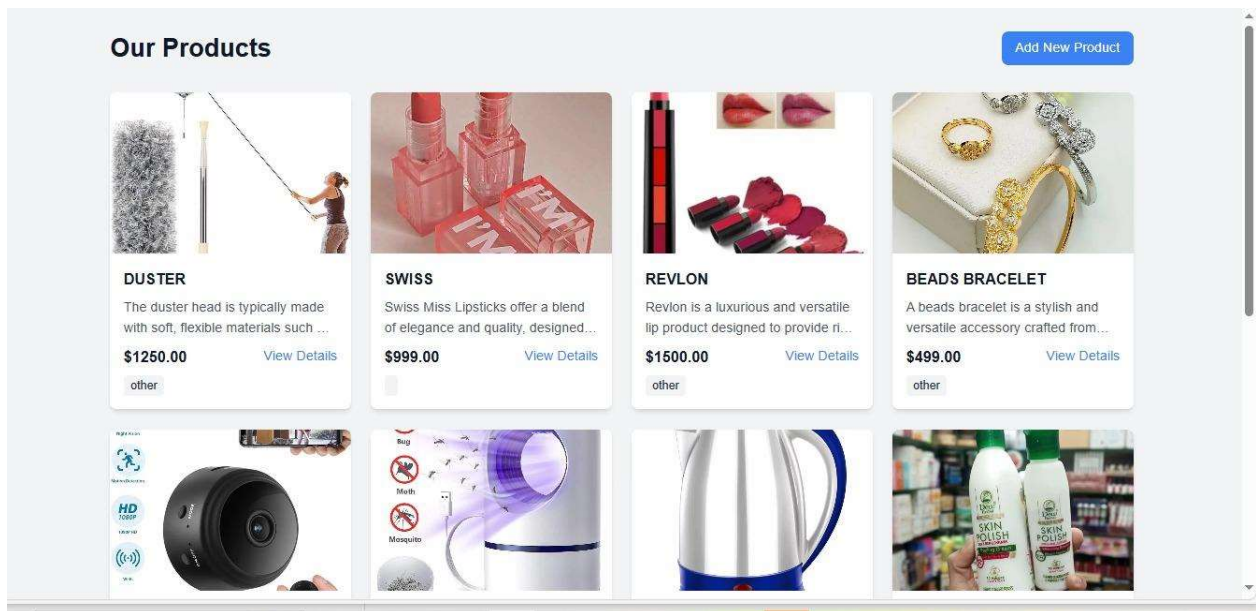 Our Products
Add New Product
I'M
I'M
DUSTER
The duster head is typically made
with soft, flexible materials such ...
$1250.00 View Details
other
SWISS
Swiss Miss Lipsticks offer a blend
of elegance and quality, designed...
$999.00 View Details
REVLON
Revlon is a luxurious and versatile
lip product designed to provide ri...
$1500.00 View Details
other
BEADS BRACELET
A beads bracelet is a stylish and
versatile accessory crafted from...
$499.00 View Details
other
HD
1080P
Bug
Moth
Mosquito
SKIN
POLISH
SKIN
POLISH